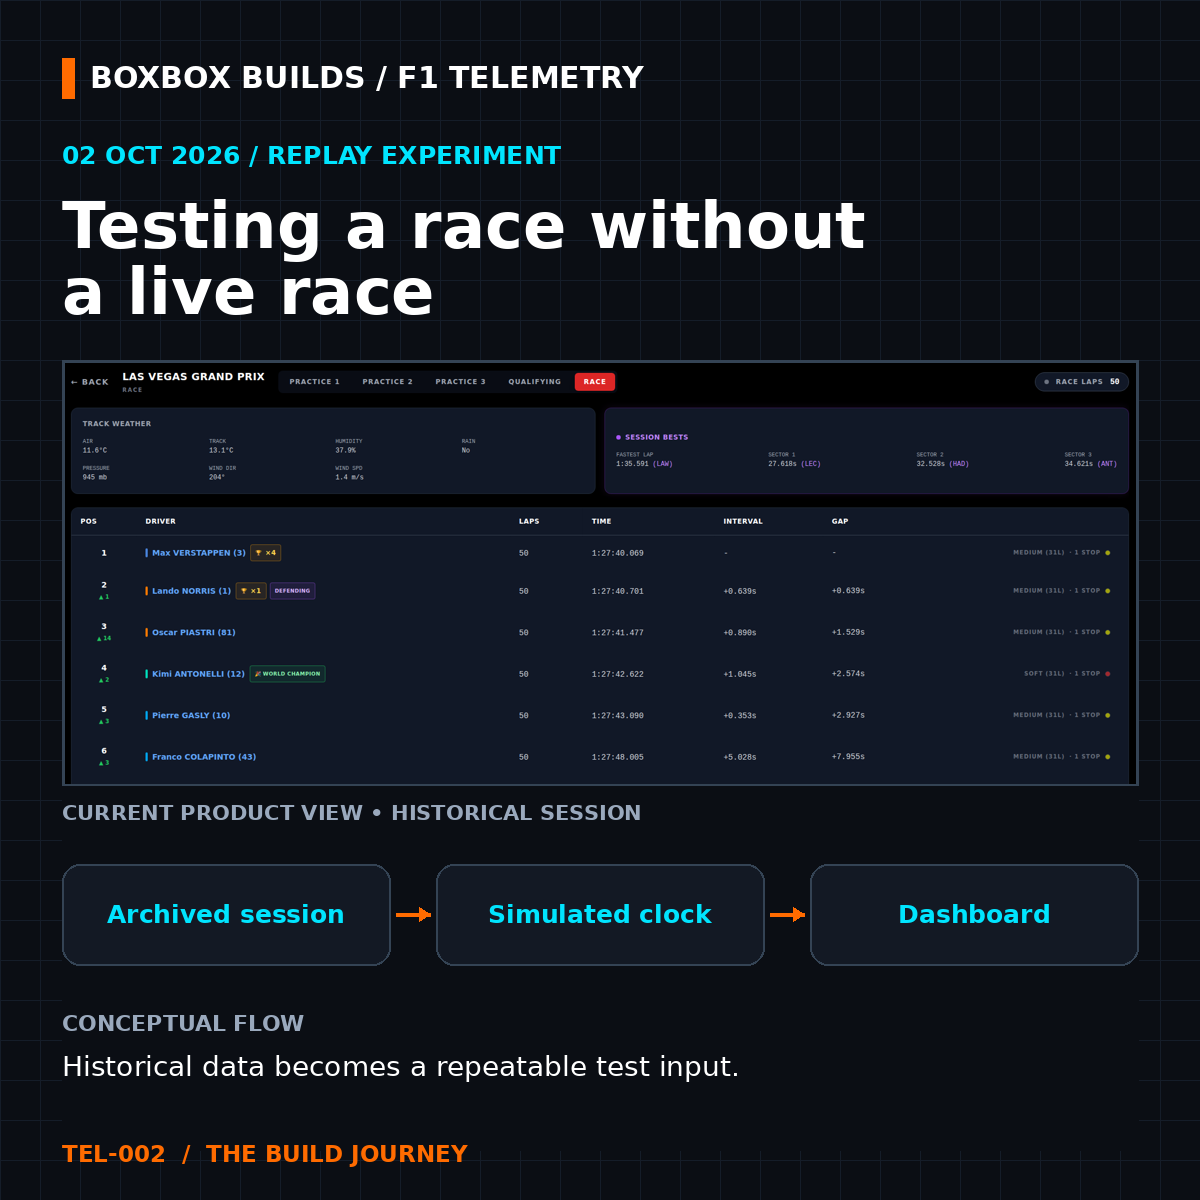 BOXBOX BUILDS / F1 TELEMETRY
02 OCT 2026 / REPLAY EXPERIMENT
Testing a race without
a live race
← BACK
LAS VEGAS GRAND PRIX
RACE
PRACTICE 1
PRACTICE 2
PRACTICE 3
QUALIFYING
RACE
RACE LAPS 50
TRACK WEATHER
AIR TRACK HUMIDITY RAIN
11.6°C 13.1°C 37.9% No
PRESSURE WIND DIR WIND SPD
945 mb 204° 1.4 m/s
SESSION BESTS
FASTEST LAP SECTOR 1 SECTOR 2 SECTOR 3
1:35.591 (LAW) 27.618s (LEC) 32.528s (HAD) 34.621s (ANT)
POS DRIVER LAPS TIME INTERVAL GAP
1 Max VERSTAPPEN (3) 🏆 ×4 50 1:27:40.069 - - MEDIUM (31L) · 1 STOP
2 ▲ 1 Lando NORRIS (1) 🏆 ×1 DEFENDING 50 1:27:40.701 +0.639s +0.639s MEDIUM (31L) · 1 STOP
3 ▲ 14 Oscar PIASTRI (81) 50 1:27:41.477 +0.890s +1.529s MEDIUM (31L) · 1 STOP
4 ▲ 2 Kimi ANTONELLI (12) 🎉 WORLD CHAMPION 50 1:27:42.622 +1.045s +2.574s SOFT (31L) · 1 STOP
5 ▲ 3 Pierre GASLY (10) 50 1:27:43.090 +0.353s +2.927s MEDIUM (31L) · 1 STOP
6 ▲ 3 Franco COLAPINTO (43) 50 1:27:48.005 +5.028s +7.955s MEDIUM (31L) · 1 STOP
CURRENT PRODUCT VIEW • HISTORICAL SESSION
Archived session
Simulated clock
Dashboard
CONCEPTUAL FLOW
Historical data becomes a repeatable test input.
TEL-002 / THE BUILD JOURNEY